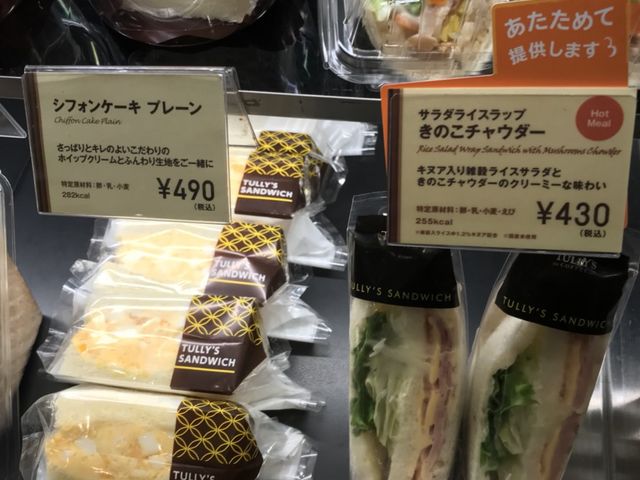 シフォンケーキ プレーン
Chiffon Cake Plain
さっぱりとキレのよいこだわりの
ホイップクリームとふんわり生地をご一緒に
特定原材料：卵・乳・小麦
282kcal
¥490
(税込)
あたためて
提供します
サラダライスラップ
きのこチャウダー
Rice Salad Wrap Sandwich with Mushrooms Chowder
Hot
Meal
キヌア入り雑穀ライスサラダと
きのこチャウダーのクリーミーな味わい
特定原材料：卵・乳・小麦・えび
255kcal
¥430
(税込)
TULLY'S
SANDWICH
TULLY'S
SANDWICH
TULLY'S
SANDWICH
TULLY'S
TULLY'S SANDWICH
TULLY'S
TULLY'S SANDWICH